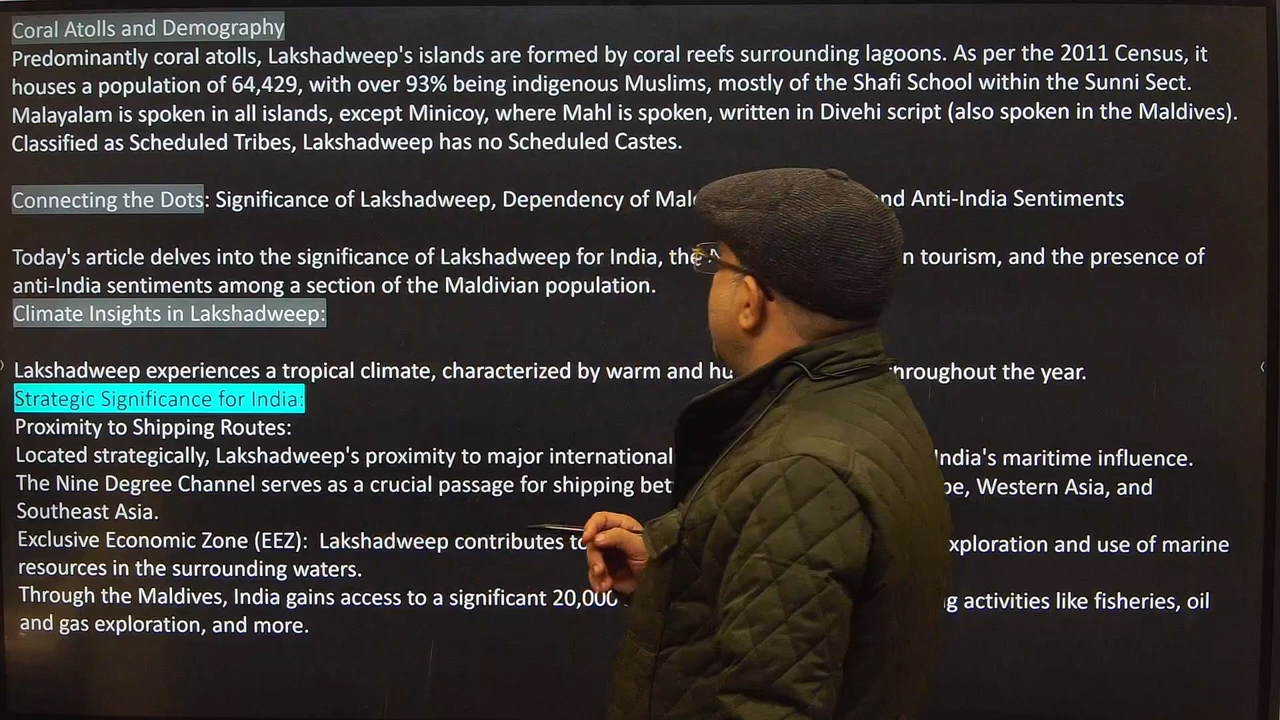 Coral Atolls and Demography
Predominantly coral atolls, Lakshadweep's islands are formed by coral reefs surrounding lagoons. As per the 2011 Census, it
houses a population of 64,429, with over 93% being indigenous Muslims, mostly of the Shafi School within the Sunni Sect.
Malayalam is spoken in all islands, except Minicoy, where Mahl is spoken, written in Divehi script (also spoken in the Maldives).
Classified as Scheduled Tribes, Lakshadweep has no Scheduled Castes.
Connecting the Dots: Significance of Lakshadweep, Dependency of Anti-India Sentiments
Today's article delves into the significance of Lakshadweep for India, tourism, and the presence of
anti-India sentiments among a section of the Maldivian population.
Climate Insights in Lakshadweep:
Lakshadweep experiences a tropical climate, characterized by warm and throughout the year.
Strategic Significance for India:
Proximity to Shipping Routes:
Located strategically, Lakshadweep's proximity to major international India's maritime influence.
The Nine Degree Channel serves as a crucial passage for shipping Western Asia, and
Southeast Asia.
Exclusive Economic Zone (EEZ): Lakshadweep contributes exploration and use of marine
resources in the surrounding waters.
Through the Maldives, India gains access to a significant 20,000 activities like fisheries, oil
and gas exploration, and more.